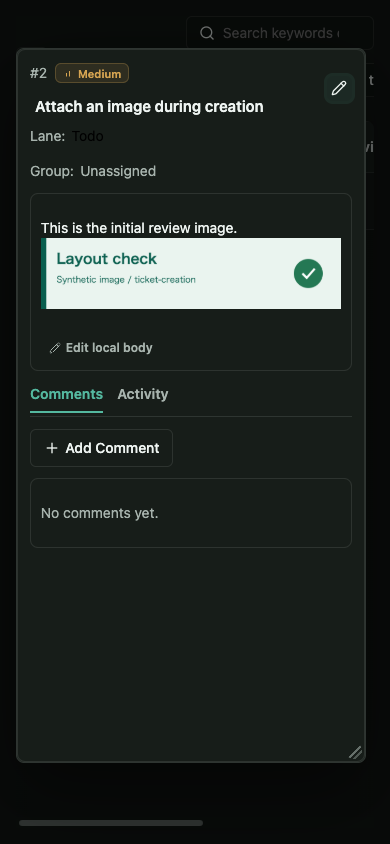 Search keywords
#2 Medium
t
Attach an image during creation
Lane: Todo
vi
Group: Unassigned
This is the initial review image.
Layout check
Synthetic image / ticket-creation
Edit local body
Comments Activity
+ Add Comment
No comments yet.